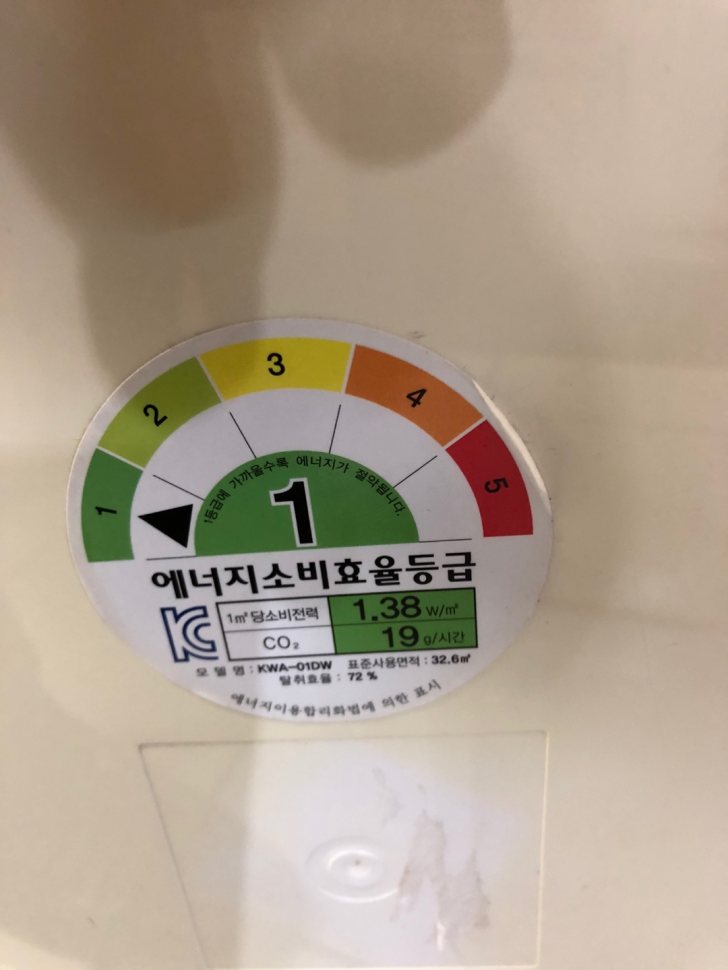 1 2 3 4 5
1등급에 가까울수록 에너지가 절약됩니다.
1
에너지소비효율등급
KC
1㎡당소비전력 1.38 W/㎡
CO₂ 19 g/시간
모 델 명 : KWA-01DW 표준사용면적 : 32.6㎡
탈취효율 : 72 %
에너지이용합리화법에 의한 표시